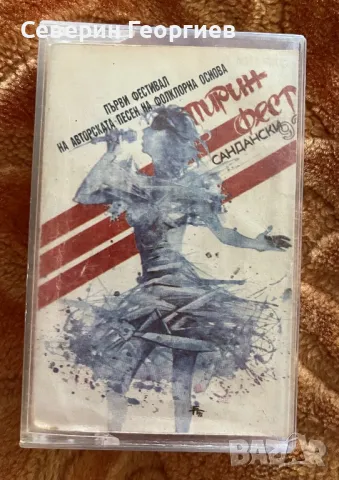 Северин Георгиев
ПЪРВИ ФЕСТИВАЛ
НА АВТОРСКАТА ПЕСЕН НА ФОЛКЛОРНА ОСНОВА
ПИРИН
ФЕСТ
САНДАНСКИ
BAZAR